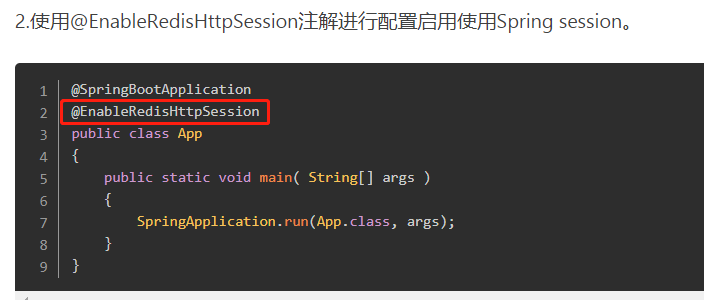 2.使用@EnableRedisHttpSession注解进行配置启用使用Spring session。
1 @SpringBootApplication
2 @EnableRedisHttpSession
3 public class App
4 {
5     public static void main( String[] args )
6     {
7         SpringApplication.run(App.class, args);
8     }
9 }